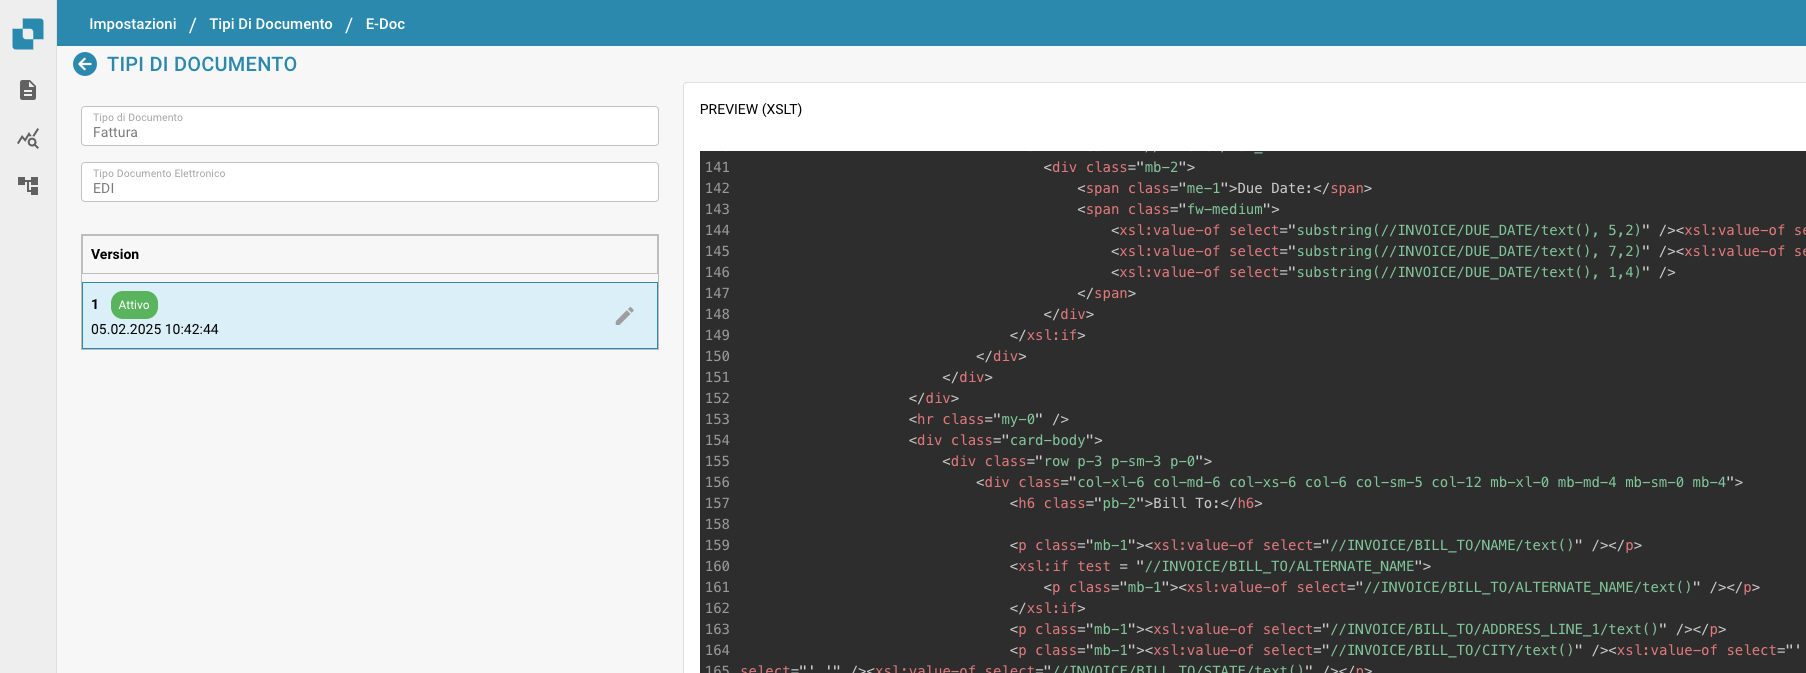 Impostazioni / Tipi Di Documento / E-Doc
TIPI DI DOCUMENTO
Tipo di Documento
Fattura
Tipo Documento Elettronico
EDI
Version
1 Attivo
05.02.2025 10:42:44
PREVIEW (XSLT)
141 <div class="mb-2">
142 <span class="me-1">Due Date:</span>
143 <span class="fw-medium">
144 <xsl:value-of select="substring(//INVOICE/DUE_DATE/text(), 5,2)" /><xsl:value-of se
145 <xsl:value-of select="substring(//INVOICE/DUE_DATE/text(), 7,2)" /><xsl:value-of se
146 <xsl:value-of select="substring(//INVOICE/DUE_DATE/text(), 1,4)" />
147 </span>
148 </div>
149 </xsl:if>
150 </div>
151 </div>
152 </div>
153 <hr class="my-0" />
154 <div class="card-body">
155 <div class="row p-3 p-sm-3 p-0">
156 <div class="col-xl-6 col-md-6 col-xs-6 col-6 col-sm-5 col-12 mb-xl-0 mb-md-4 mb-sm-0 mb-4">
157 <h6 class="pb-2">Bill To:</h6>
158
159 <p class="mb-1"><xsl:value-of select="//INVOICE/BILL_TO/NAME/text()" /></p>
160 <xsl:if test = "//INVOICE/BILL_TO/ALTERNATE_NAME">
161 <p class="mb-1"><xsl:value-of select="//INVOICE/BILL_TO/ALTERNATE_NAME/text()" /></p>
162 </xsl:if>
163 <p class="mb-1"><xsl:value-of select="//INVOICE/BILL_TO/ADDRESS_LINE_1/text()" /></p>
164 <p class="mb-1"><xsl:value-of select="//INVOICE/BILL_TO/CITY/text()" /><xsl:value-of select="'
165 select="', '" /><xsl:value-of select="//INVOICE/BILL_TO/STATE/text()" /></p>